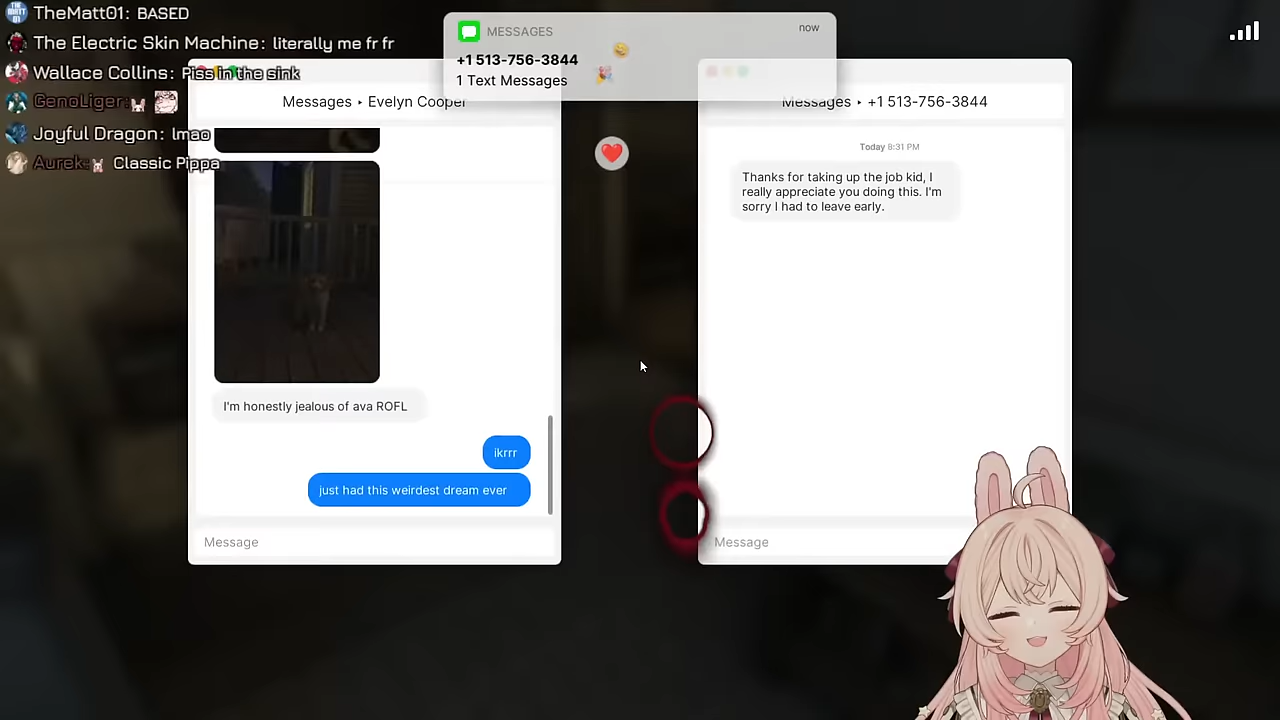 TheMatt01: BASED
The Electric Skin Machine: literally me fr fr
Wallace Collins: Piss in the sink
GenoLiger:
Joyful Dragon: lmao
Aurek: Classic Pippa
MESSAGES
now
+1 513-756-3844
1 Text Messages
Messages ▸ Evelyn Cooper
I'm honestly jealous of ava ROFL
ikrrr
just had this weirdest dream ever
Message
Messages ▸ +1 513-756-3844
Today 8:31 PM
Thanks for taking up the job kid, I
really appreciate you doing this. I'm
sorry I had to leave early.
Message